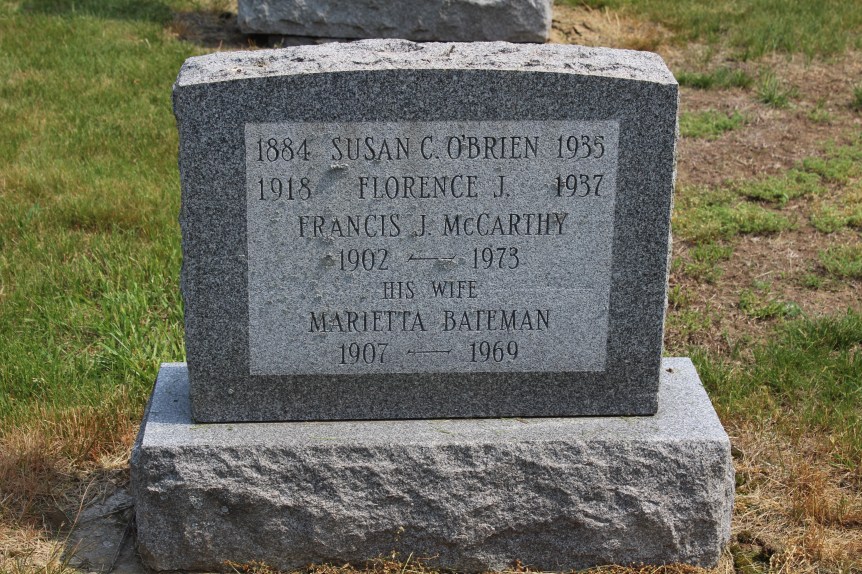 1884 SUSAN C. O'BRIEN 1935
1918 FLORENCE J. 1937
FRANCIS J. McCARTHY
1902 — 1973
HIS WIFE
MARIETTA BATEMAN
1907 — 1969